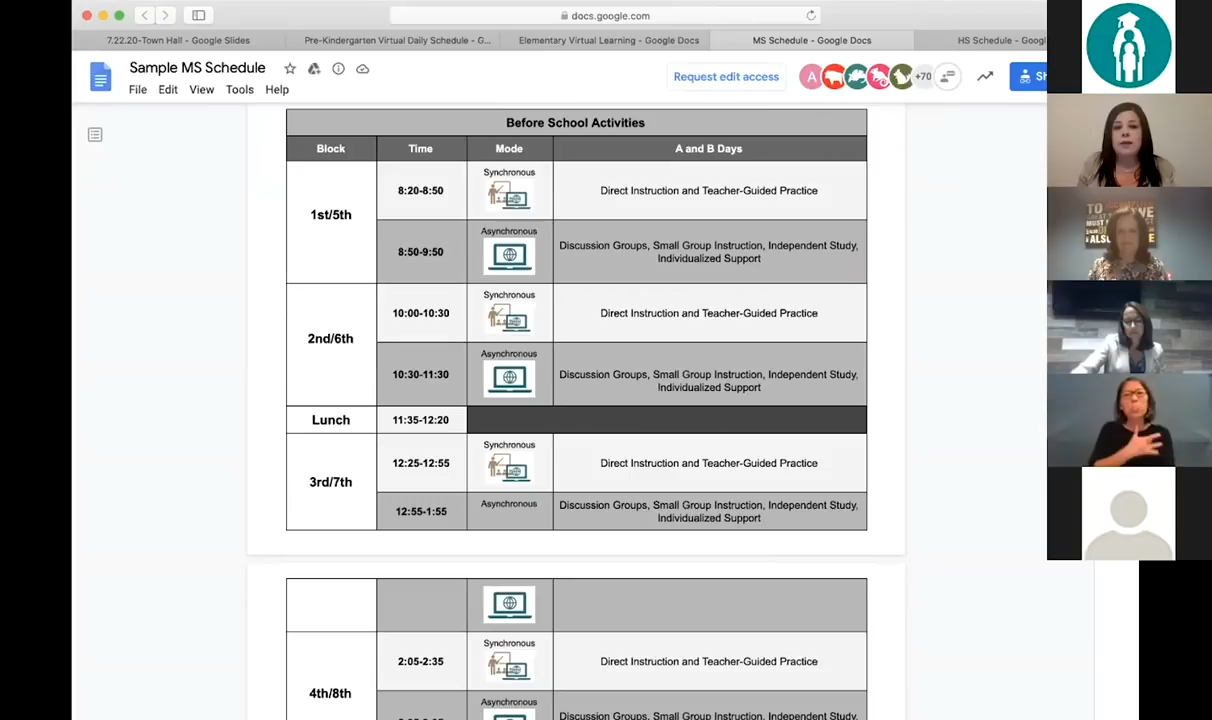 docs.google.com
7.22.20-Town Hall - Google Slides
Pre-Kindergarten Virtual Daily Schedule - G...
Elementary Virtual Learning - Google Docs
MS Schedule - Google Docs
HS Schedule - Goog
Sample MS Schedule
File Edit View Tools Help
Request edit access
A
+70
Sh
Before School Activities
Block Time Mode A and B Days
1st/5th
8:20-8:50
Synchronous
Direct Instruction and Teacher-Guided Practice
8:50-9:50
Asynchronous
Discussion Groups, Small Group Instruction, Independent Study,
Individualized Support
2nd/6th
10:00-10:30
Synchronous
Direct Instruction and Teacher-Guided Practice
10:30-11:30
Asynchronous
Discussion Groups, Small Group Instruction, Independent Study,
Individualized Support
Lunch 11:35-12:20
3rd/7th
12:25-12:55
Synchronous
Direct Instruction and Teacher-Guided Practice
12:55-1:55
Asynchronous
Discussion Groups, Small Group Instruction, Independent Study,
Individualized Support
4th/8th
2:05-2:35
Synchronous
Direct Instruction and Teacher-Guided Practice
Asynchronous
Discussion Groups, Small Group Instruction, Independent Study,